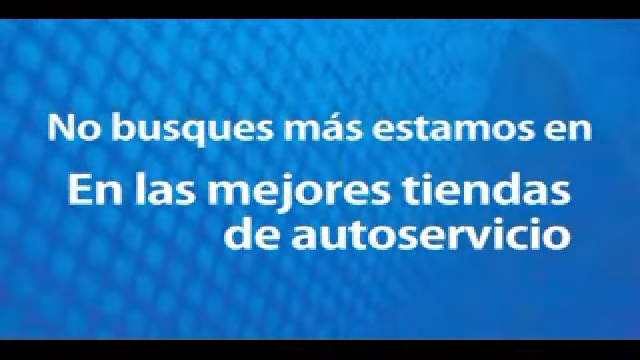 No busques más estamos en
En las mejores tiendas
de autoservicio